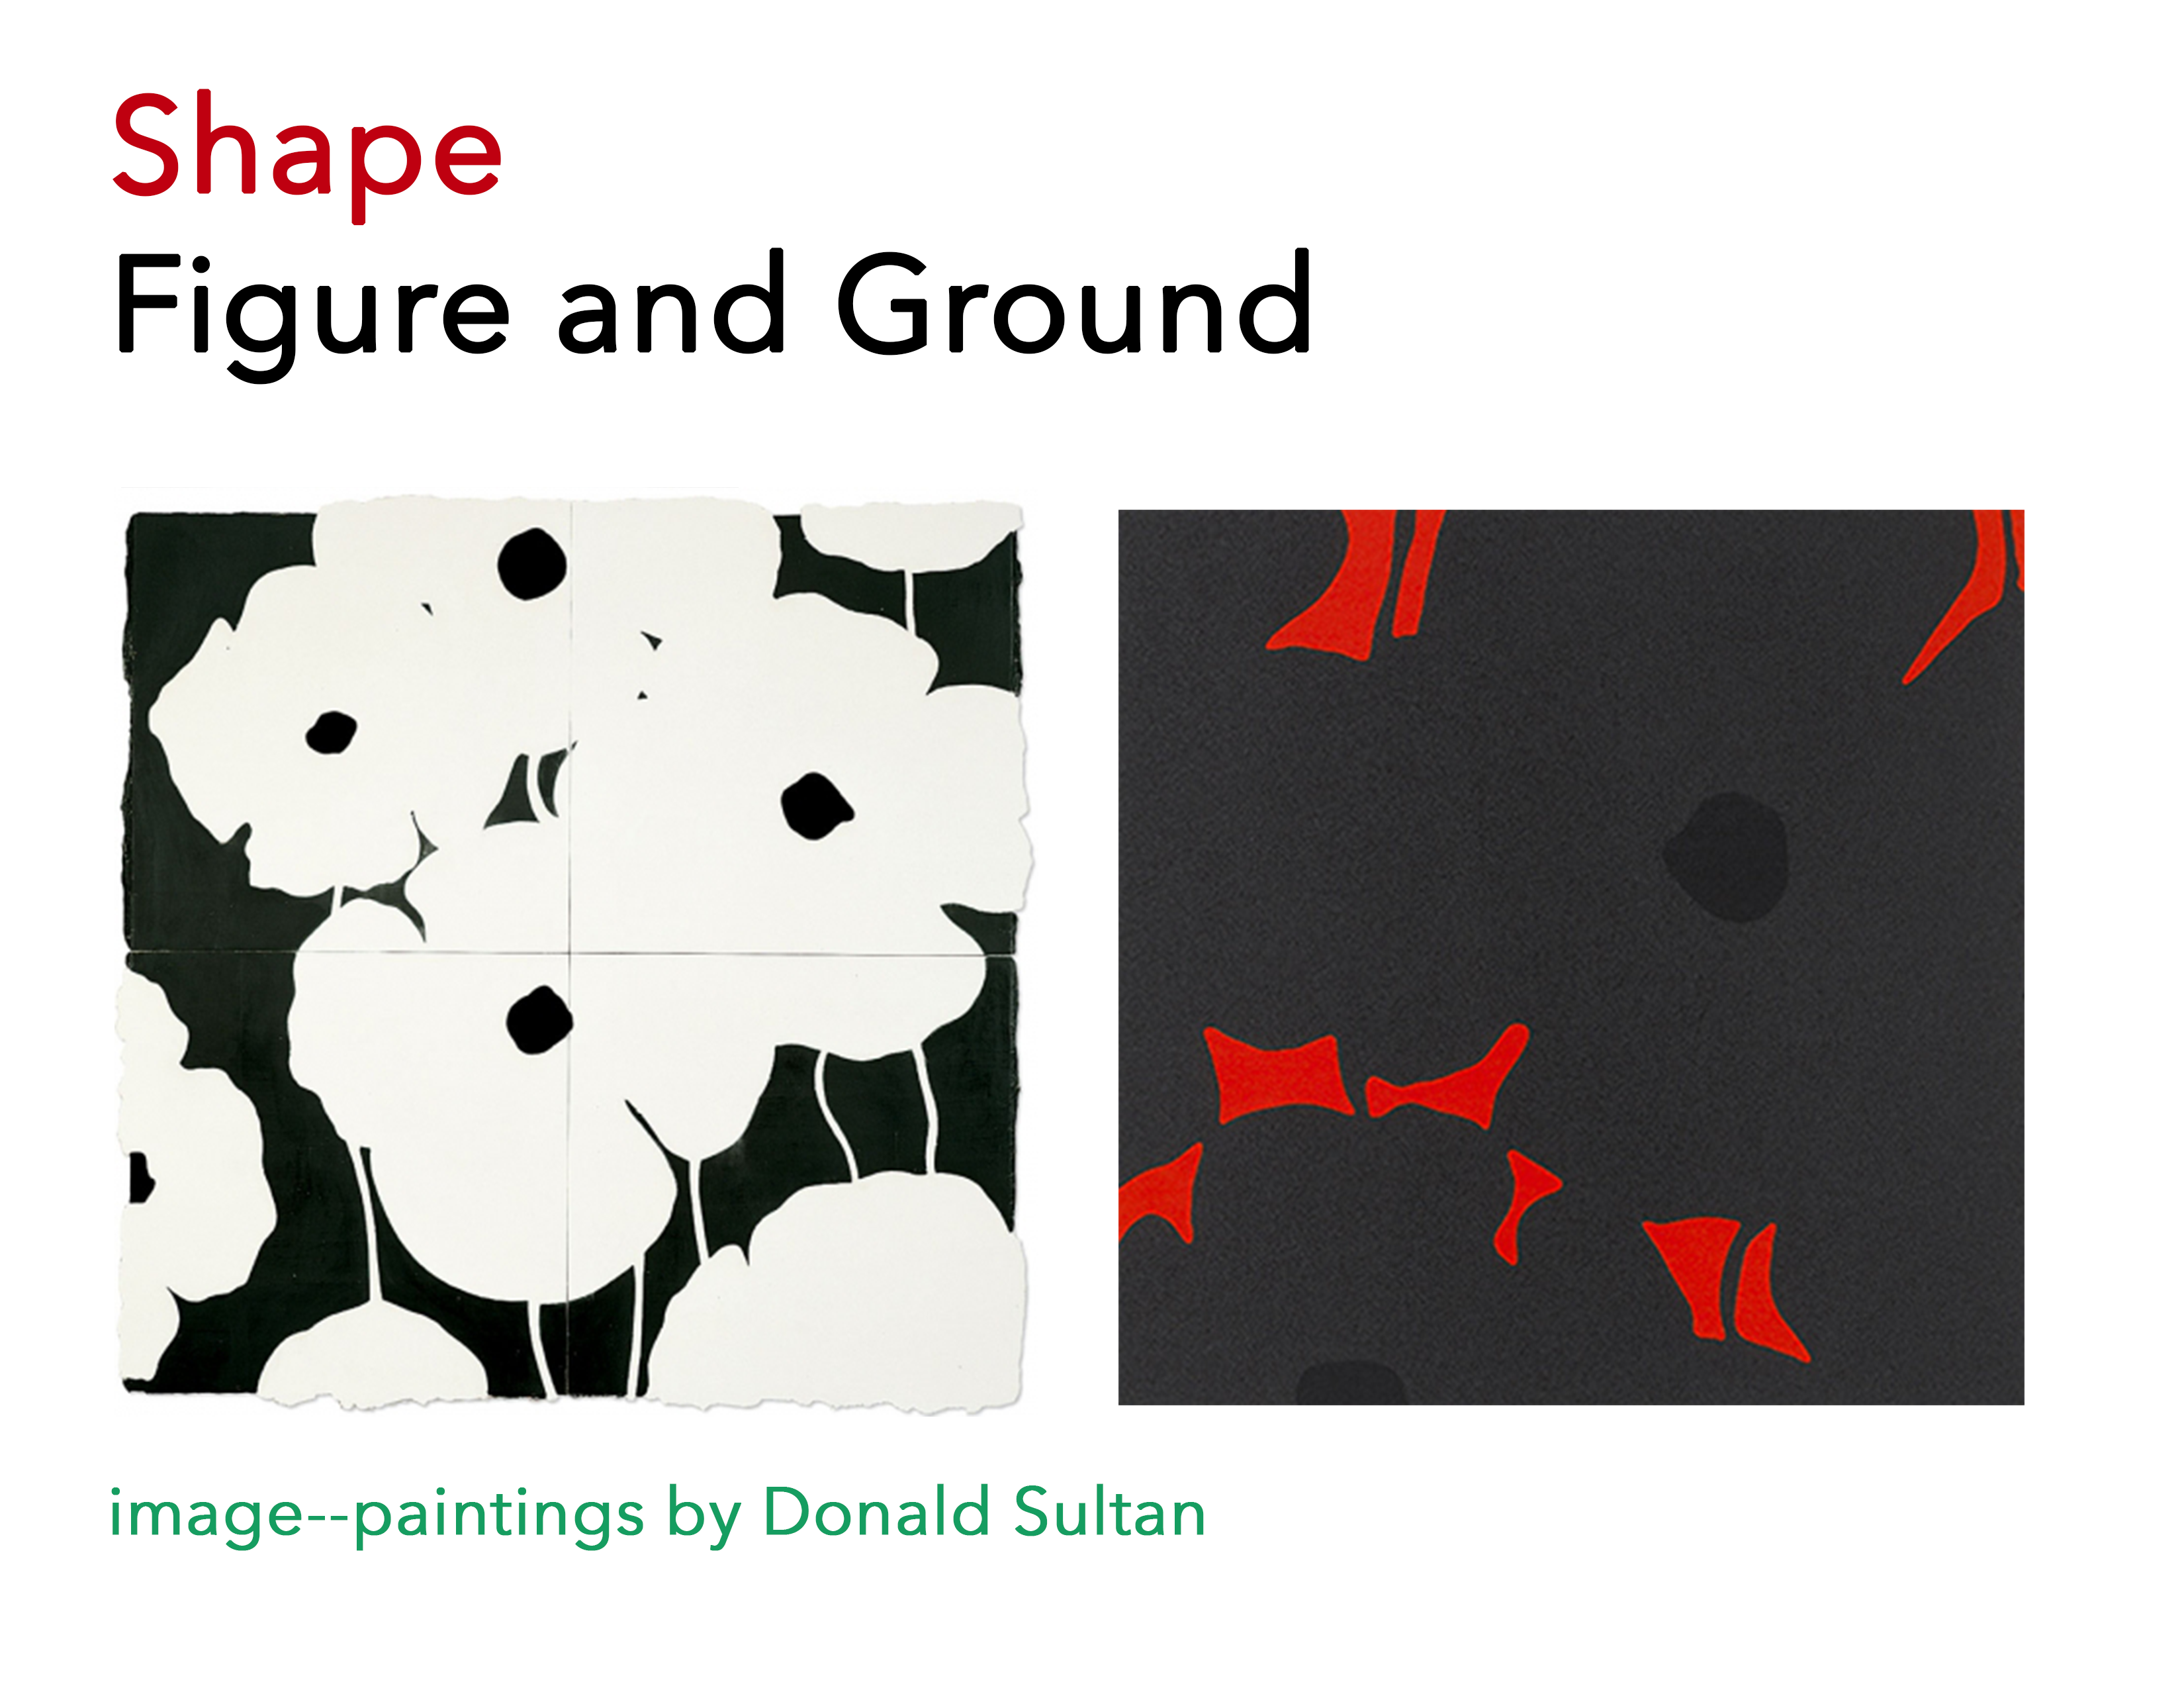 Shape
Figure and Ground
image--paintings by Donald Sultan